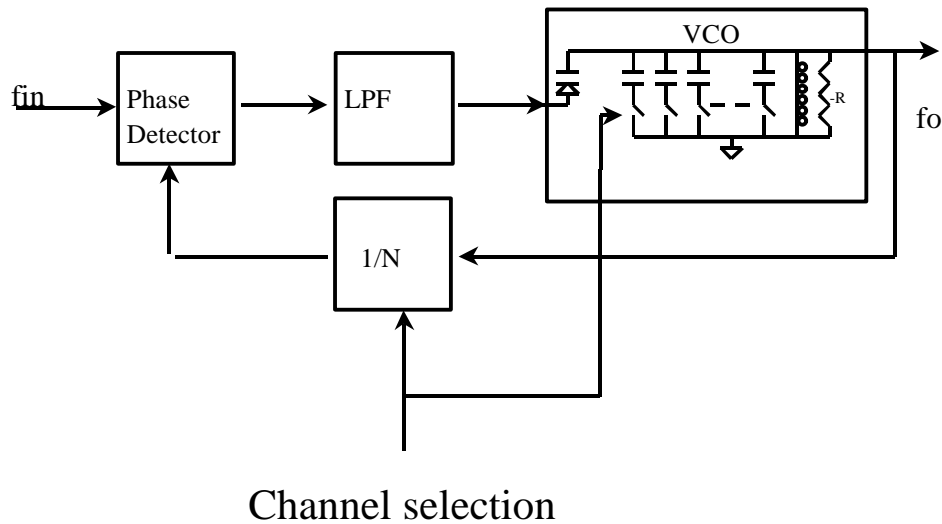 VCO
fin
Phase
Detector
LPF
-R
fo
1/N
Channel selection